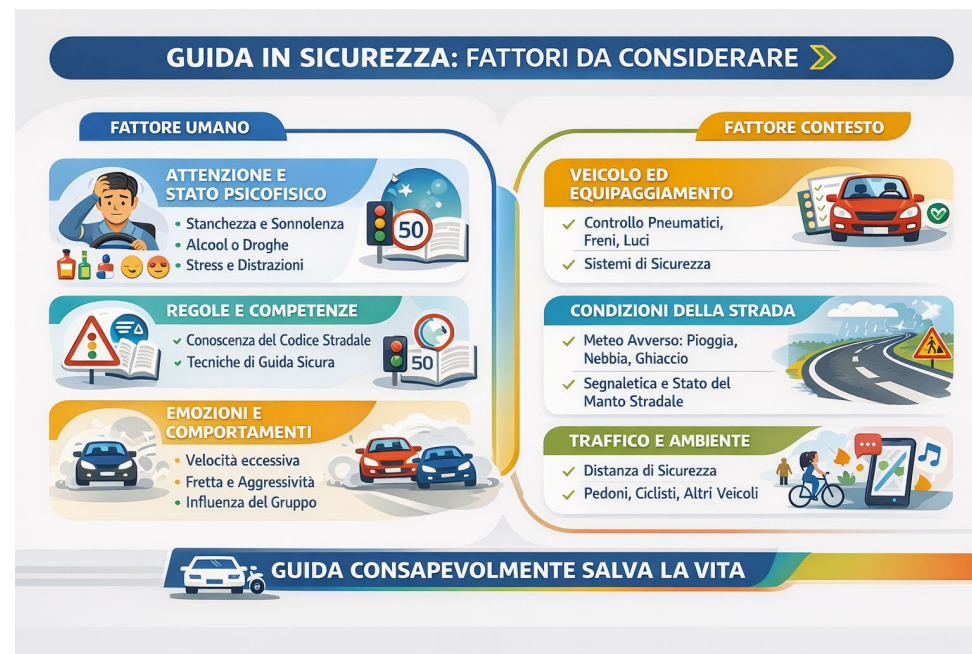 GUIDA IN SICUREZZA: FATTORI DA CONSIDERARE
FATTORE UMANO
ATTENZIONE E
STATO PSICOFISICO
Stanchezza e Sonnolenza
Alcool o Droghe
Stress e Distrazioni
50
REGOLE E COMPETENZE
Conoscenza del Codice Stradale
Tecniche di Guida Sicura
50
EMOZIONI E
COMPORTAMENTI
Velocità eccessiva
Fretta e Aggressività
Influenza del Gruppo
FATTORE CONTESTO
VEICOLO ED
EQUIPAGGIAMENTO
Controllo Pneumatici,
Freni, Luci
Sistemi di Sicurezza
CONDIZIONI DELLA STRADA
Meteo Avverso: Pioggia,
Nebbia, Ghiaccio
Segnaletica e Stato del
Manto Stradale
TRAFFICO E AMBIENTE
Distanza di Sicurezza
Pedoni, Ciclisti, Altri Veicoli
GUIDA CONSAPEVOLMENTE SALVA LA VITA